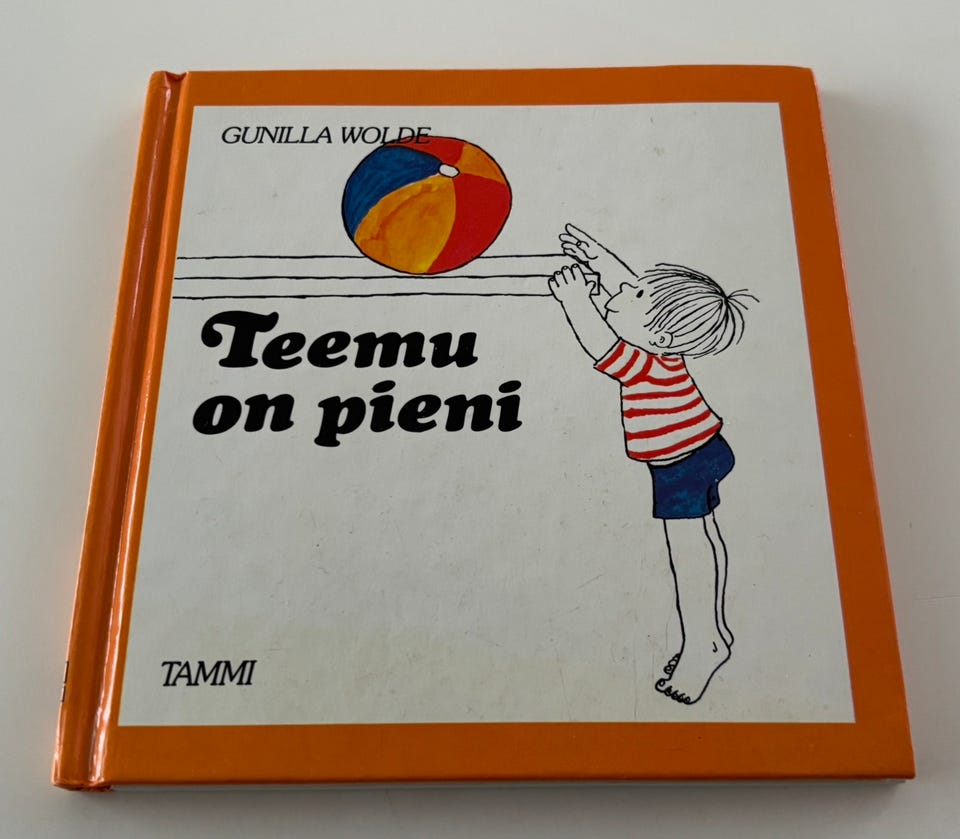 GUNILLA WOLDE
Teemu
on pieni
TAMMI